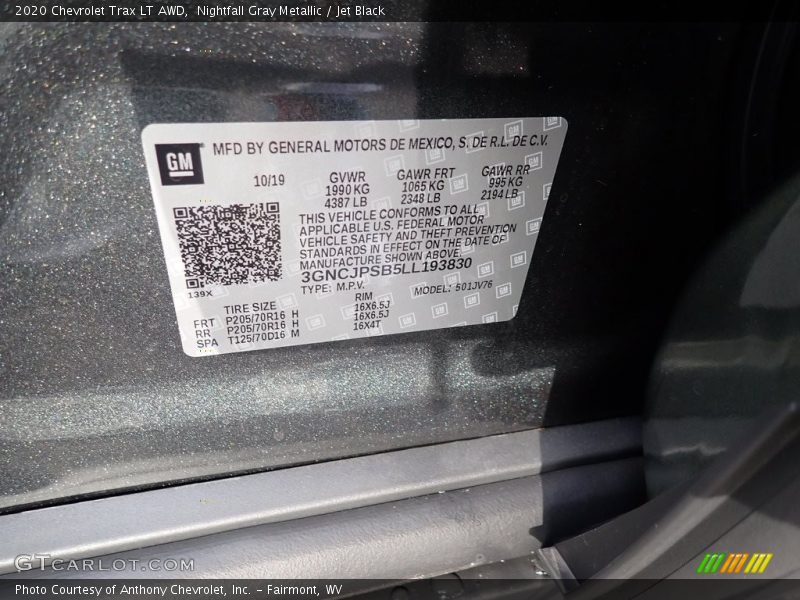 2020 Chevrolet Trax LT AWD, Nightfall Gray Metallic / Jet Black
GM
MFD BY GENERAL MOTORS DE MEXICO, S. DE R.L. DE C.V.
10/19 GVWR GAWR FRT GAWR RR
1990 KG 1065 KG 995 KG
4387 LB 2348 LB 2194 LB
THIS VEHICLE CONFORMS TO ALL
APPLICABLE U.S. FEDERAL MOTOR
VEHICLE SAFETY AND THEFT PREVENTION
STANDARDS IN EFFECT ON THE DATE OF
MANUFACTURE SHOWN ABOVE.
3GNCJPSB5LL193830
139X
TYPE: M.P.V. MODEL: S01JV76
TIRE SIZE RIM
FRT P205/70R16 H 16X6.5J
RR P205/70R16 H 16X6.5J
SPA T125/70D16 M 16X4T
GTCARLOT.COM
Photo Courtesy of Anthony Chevrolet, Inc. - Fairmont, WV